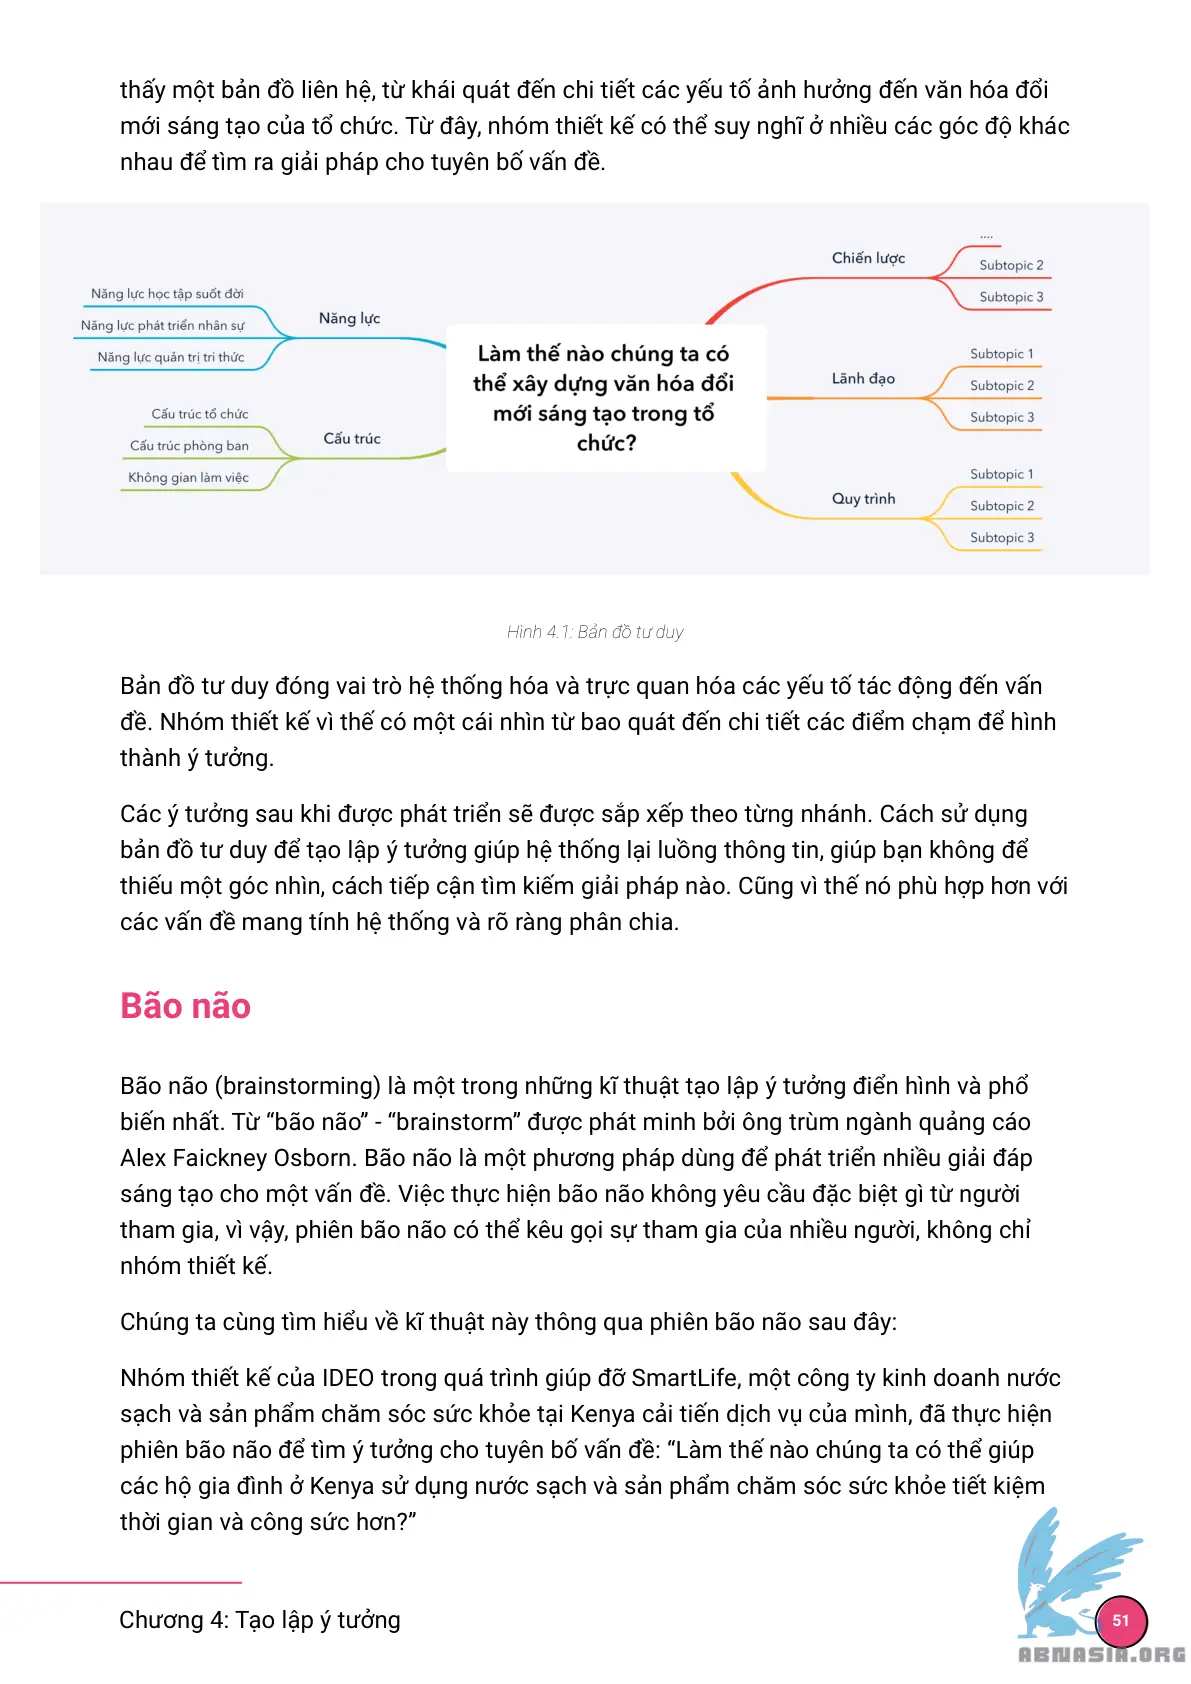 thấy một bản đồ liên hệ, từ khái quát đến chi tiết các yếu tố ảnh hưởng đến văn hóa đổi
mới sáng tạo của tổ chức. Từ đây, nhóm thiết kế có thể suy nghĩ ở nhiều các góc độ khác
nhau để tìm ra giải pháp cho tuyên bố vấn đề.
Năng lực học tập suốt đời
Năng lực phát triển nhân sự
Năng lực quản trị tri thức
Năng lực
Cấu trúc tổ chức
Cấu trúc phòng ban
Không gian làm việc
Cấu trúc
Làm thế nào chúng ta có
thể xây dựng văn hóa đổi
mới sáng tạo trong tổ
chức?
Chiến lược
....
Subtopic 2
Subtopic 3
Lãnh đạo
Subtopic 1
Subtopic 2
Subtopic 3
Quy trình
Subtopic 1
Subtopic 2
Subtopic 3
Hình 4.1: Bản đồ tư duy
Bản đồ tư duy đóng vai trò hệ thống hóa và trực quan hóa các yếu tố tác động đến vấn
đề. Nhóm thiết kế vì thế có một cái nhìn từ bao quát đến chi tiết các điểm chạm để hình
thành ý tưởng.
Các ý tưởng sau khi được phát triển sẽ được sắp xếp theo từng nhánh. Cách sử dụng
bản đồ tư duy để tạo lập ý tưởng giúp hệ thống lại luồng thông tin, giúp bạn không để
thiếu một góc nhìn, cách tiếp cận tìm kiếm giải pháp nào. Cũng vì thế nó phù hợp hơn với
các vấn đề mang tính hệ thống và rõ ràng phân chia.
Bão não
Bão não (brainstorming) là một trong những kĩ thuật tạo lập ý tưởng điển hình và phổ
biến nhất. Từ “bão não” - “brainstorm” được phát minh bởi ông trùm ngành quảng cáo
Alex Faickney Osborn. Bão não là một phương pháp dùng để phát triển nhiều giải đáp
sáng tạo cho một vấn đề. Việc thực hiện bão não không yêu cầu đặc biệt gì từ người
tham gia, vì vậy, phiên bão não có thể kêu gọi sự tham gia của nhiều người, không chỉ
nhóm thiết kế.
Chúng ta cùng tìm hiểu về kĩ thuật này thông qua phiên bão não sau đây:
Nhóm thiết kế của IDEO trong quá trình giúp đỡ SmartLife, một công ty kinh doanh nước
sạch và sản phẩm chăm sóc sức khỏe tại Kenya cải tiến dịch vụ của mình, đã thực hiện
phiên bão não để tìm ý tưởng cho tuyên bố vấn đề: “Làm thế nào chúng ta có thể giúp
các hộ gia đình ở Kenya sử dụng nước sạch và sản phẩm chăm sóc sức khỏe tiết kiệm
thời gian và công sức hơn?”
Chương 4: Tạo lập ý tưởng
51
ABNASIA.ORG